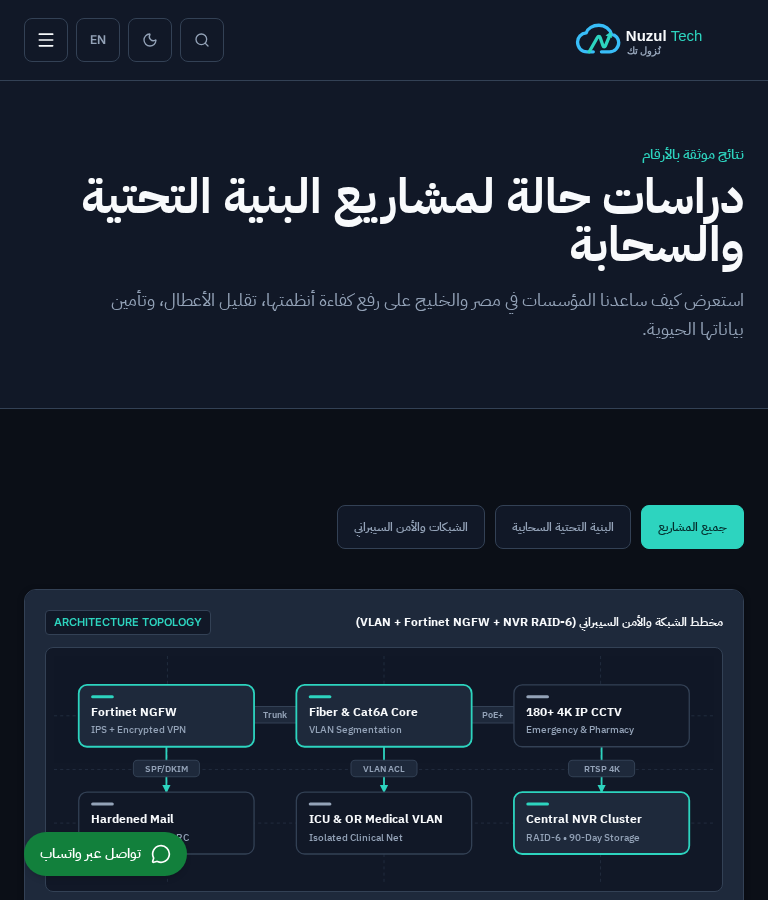 Nuzul Tech
نُزول تك
EN
نتائج موثقة بالأرقام
دراسات حالة لمشاريع البنية التحتية
والسحابة
استعرض كيف ساعدنا المؤسسات في مصر والخليج على رفع كفاءة أنظمتها، تقليل الأعطال، وتأمين
بياناتها الحيوية.
جميع المشاريع
البنية التحتية السحابية
الشبكات والأمن السيبراني
مخطط الشبكة والأمن السيبراني (VLAN + Fortinet NGFW + NVR RAID-6)
ARCHITECTURE TOPOLOGY
Fortinet NGFW
IPS + Encrypted VPN
Trunk
Fiber & Cat6A Core
VLAN Segmentation
PoE+
180+ 4K IP CCTV
Emergency & Pharmacy
SPF/DKIM
VLAN ACL
RTSP 4K
Hardened Mail
ICU & OR Medical VLAN
Isolated Clinical Net
Central NVR Cluster
RAID-6 • 90-Day Storage
تواصل عبر واتساب